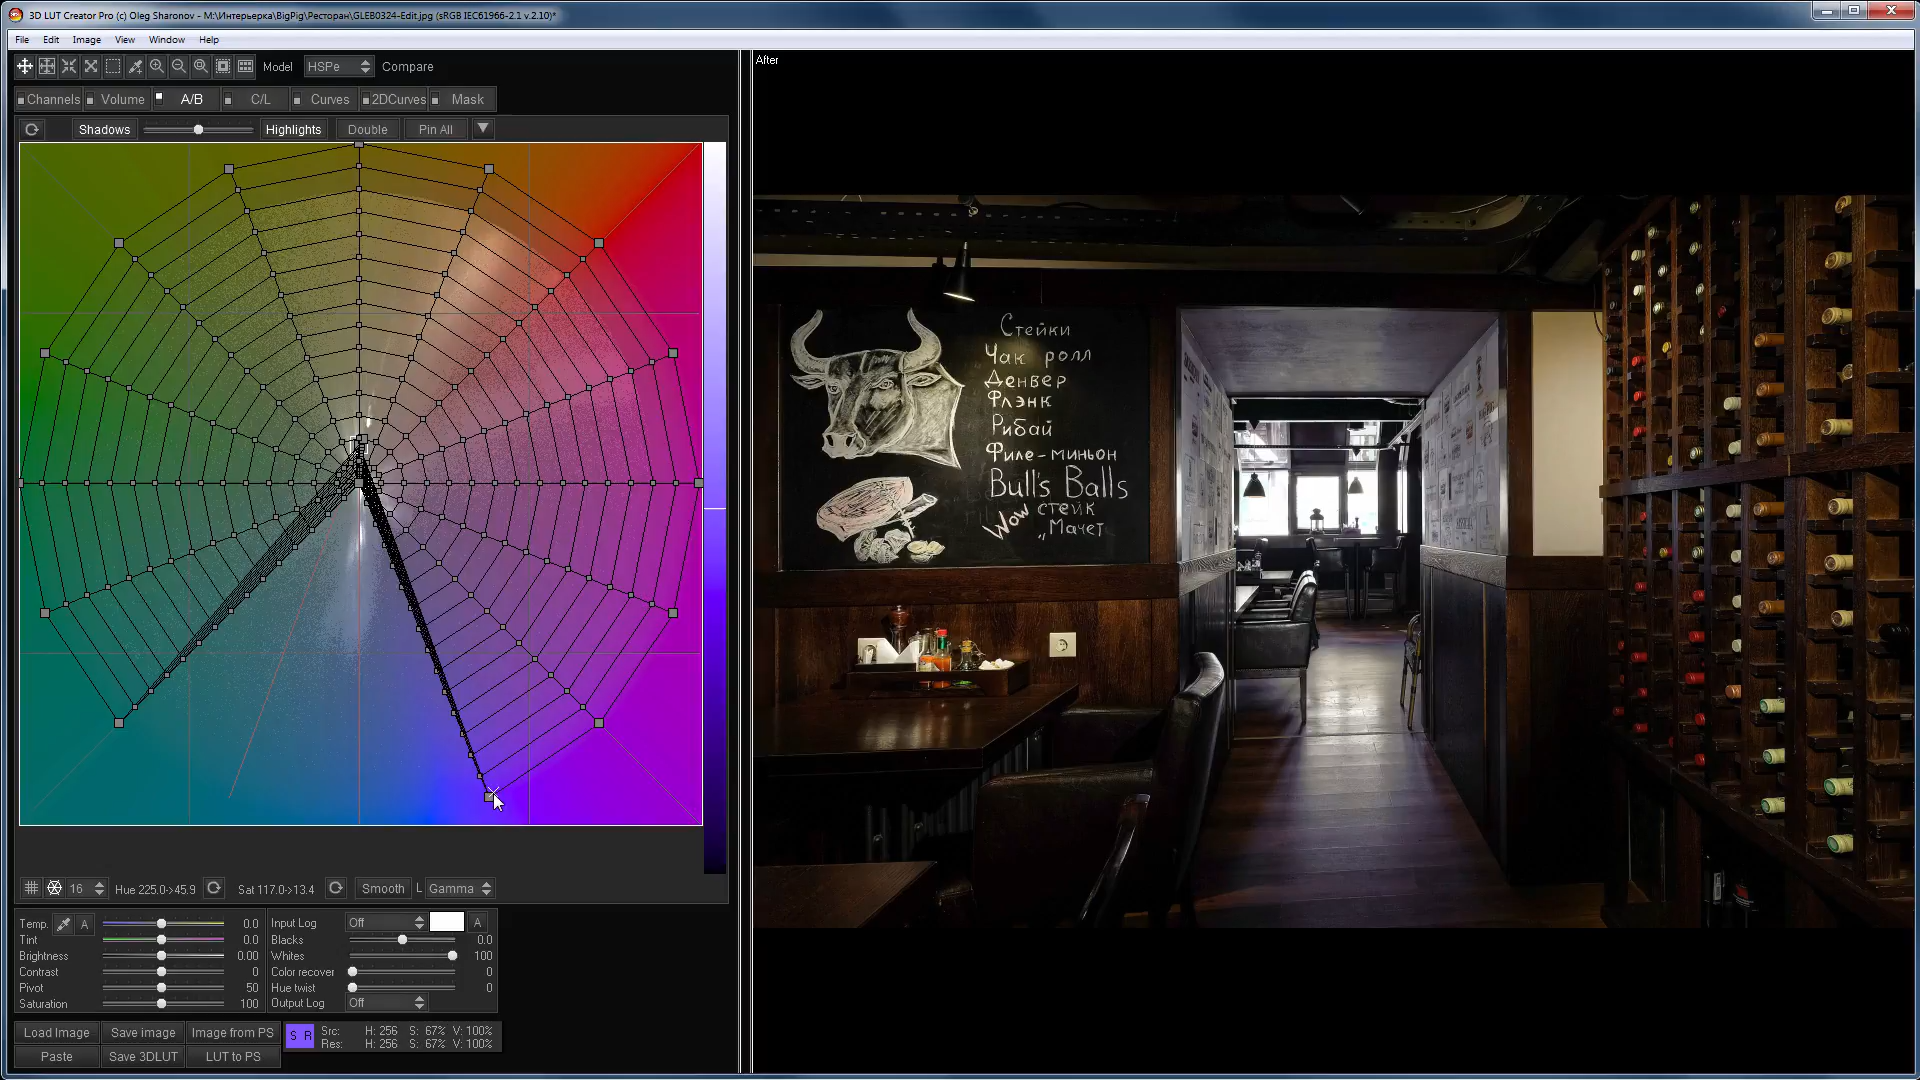 3D LUT Creator Pro (c) Oleg Sharonov - M:\Интерьерка\BigPig\Ресторан\GLEB0324-Edit.jpg (sRGB IEC61966-2.1 v.2.10)*
File Edit Image View Window Help
Model HSPe Compare
Channels Volume A/B C/L Curves 2DCurves Mask
Shadows Highlights Double Pin All
16 Hue 225.0->45.9 Sat 117.0->13.4 Smooth L Gamma
Temp. A 0.0
Tint 0.0
Brightness 0.00
Contrast 0
Pivot 50
Saturation 100
Input Log Off A
Blacks 0.0
Whites 100
Color recover 0
Hue twist 0
Output Log Off
Load Image Save image Image from PS
Paste Save 3DLUT LUT to PS
S R
Src: H: 256 S: 67% V: 100%
Res: H: 256 S: 67% V: 100%
After
Стейки
Чак ролл
Денвер
Флэнк
Рибай
Филе-миньон
Bull's Balls
Wow стейк
„Мачет"